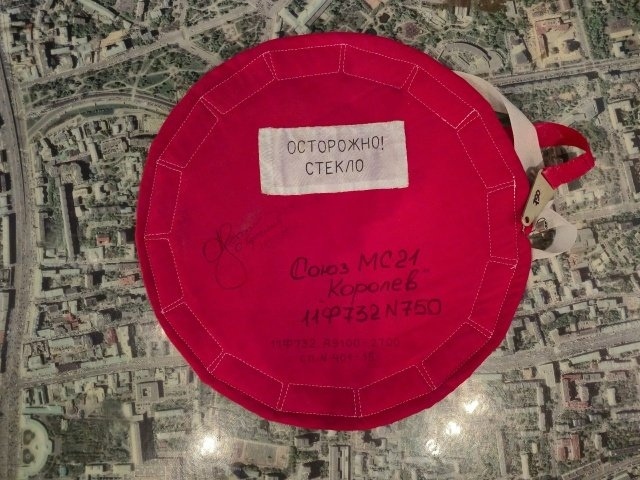 ОСТОРОЖНО!
СТЕКЛО
Союз МС21
"Королев"
11Ф732 N750